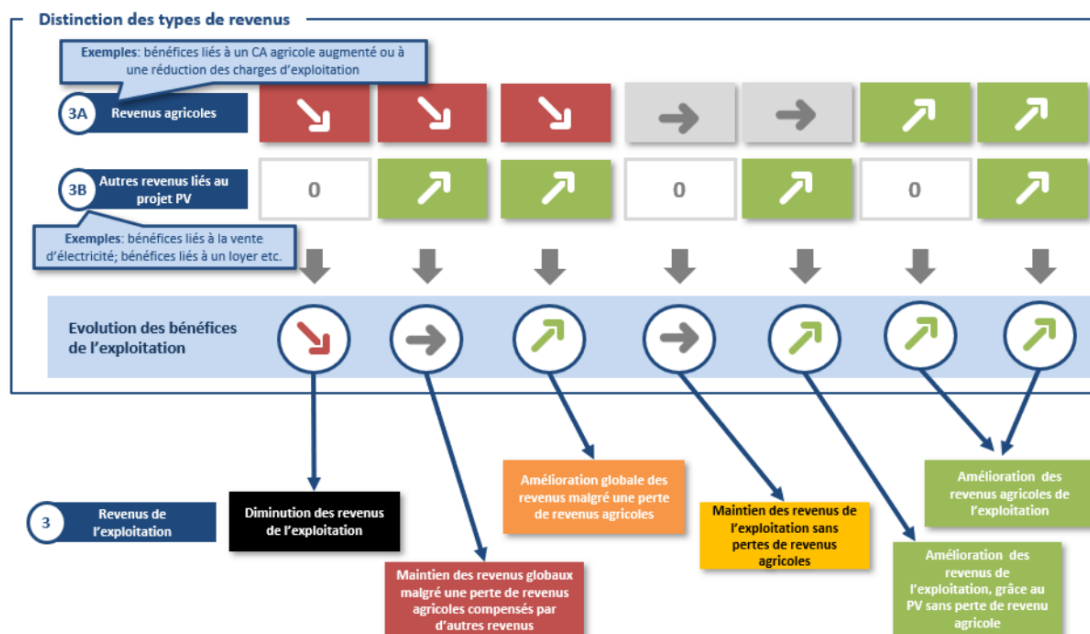 Distinction des types de revenus
Exemples: bénéfices liés à un CA agricole augmenté ou à
une réduction des charges d'exploitation
3A
Revenus agricoles
3B
Autres revenus liés au
projet PV
0
0
0
Exemples: bénéfices liés à la vente
d'électricité; bénéfices liés à un loyer etc.
Evolution des bénéfices
de l'exploitation
3
Revenus de
l'exploitation
Diminution des revenus
de l'exploitation
Maintien des revenus globaux
malgré une perte de revenus
agricoles compensés par
d'autres revenus
Amélioration globale des
revenus malgré une perte
de revenus agricoles
Maintien des revenus de
l'exploitation sans
pertes de revenus
agricoles
Amélioration des
revenus de
l'exploitation, grâce au
PV sans perte de revenu
agricole
Amélioration des
revenus agricoles de
l'exploitation